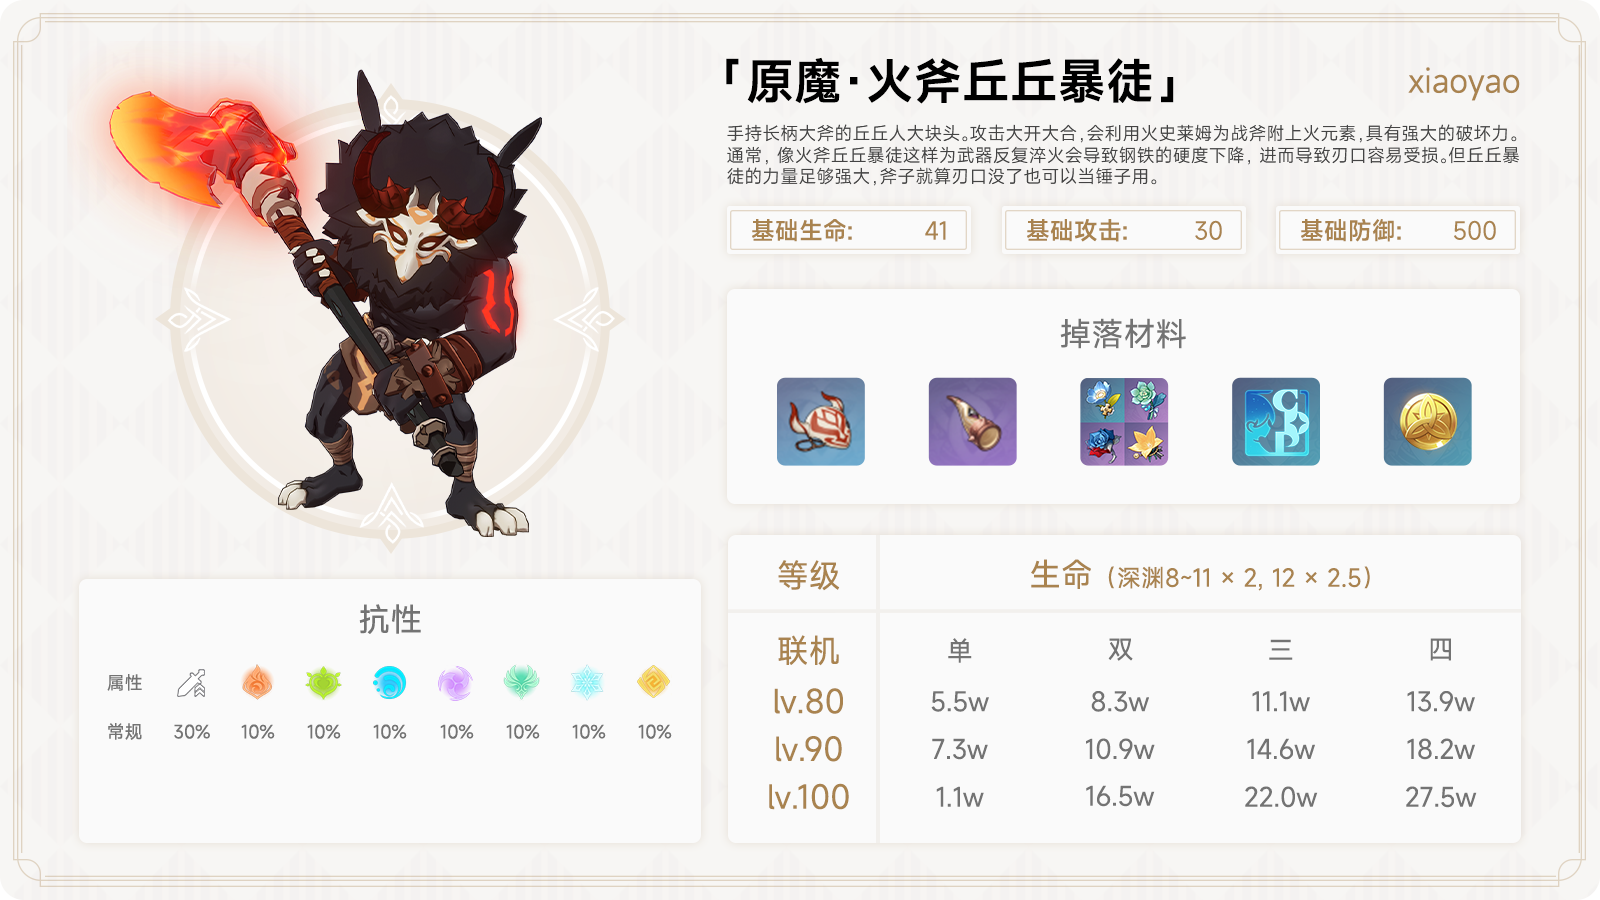 「原魔·火斧丘丘暴徒」
xiaoyao
手持长柄大斧的丘丘人大块头。攻击大开大合,会利用火史莱姆为战斧附上火元素,具有强大的破坏力。
通常,像火斧丘丘暴徒这样为武器反复淬火会导致钢铁的硬度下降,进而导致刃口容易受损。但丘丘暴
徒的力量足够强大,斧子就算刃口没了也可以当锤子用。
基础生命: 41
基础攻击: 30
基础防御: 500
掉落材料
COP
抗性
属性
常规 30% 10% 10% 10% 10% 10% 10% 10%
等级 生命 (深渊8~11 × 2, 12 × 2.5)
联机 单 双 三 四
lv.80 5.5w 8.3w 11.1w 13.9w
lv.90 7.3w 10.9w 14.6w 18.2w
lv.100 1.1w 16.5w 22.0w 27.5w